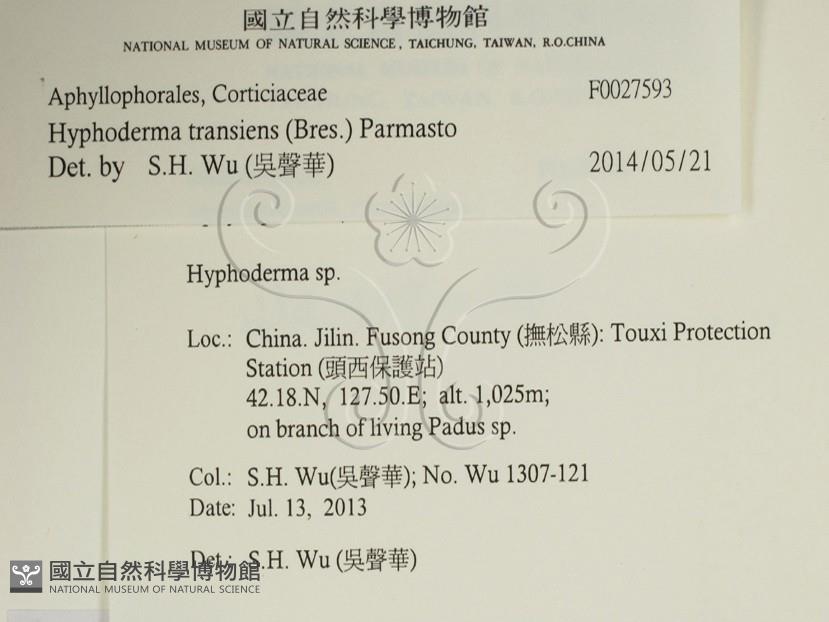 國立自然科學博物館
NATIONAL MUSEUM OF NATURAL SCIENCE, TAICHUNG, TAIWAN, R.O.CHINA
Aphyllophorales, Corticiaceae F0027593
Hyphoderma transiens (Bres.) Parmasto
Det. by S.H. Wu (吳聲華) 2014/05/21
Hyphoderma sp.
Loc.: China. Jilin. Fusong County (撫松縣): Touxi Protection
Station (頭西保護站)
42.18.N, 127.50.E; alt. 1,025m;
on branch of living Padus sp.
Col.: S.H. Wu(吳聲華); No. Wu 1307-121
Date: Jul. 13, 2013
Det.: S.H. Wu (吳聲華)
國立自然科學博物館
NATIONAL MUSEUM OF NATURAL SCIENCE